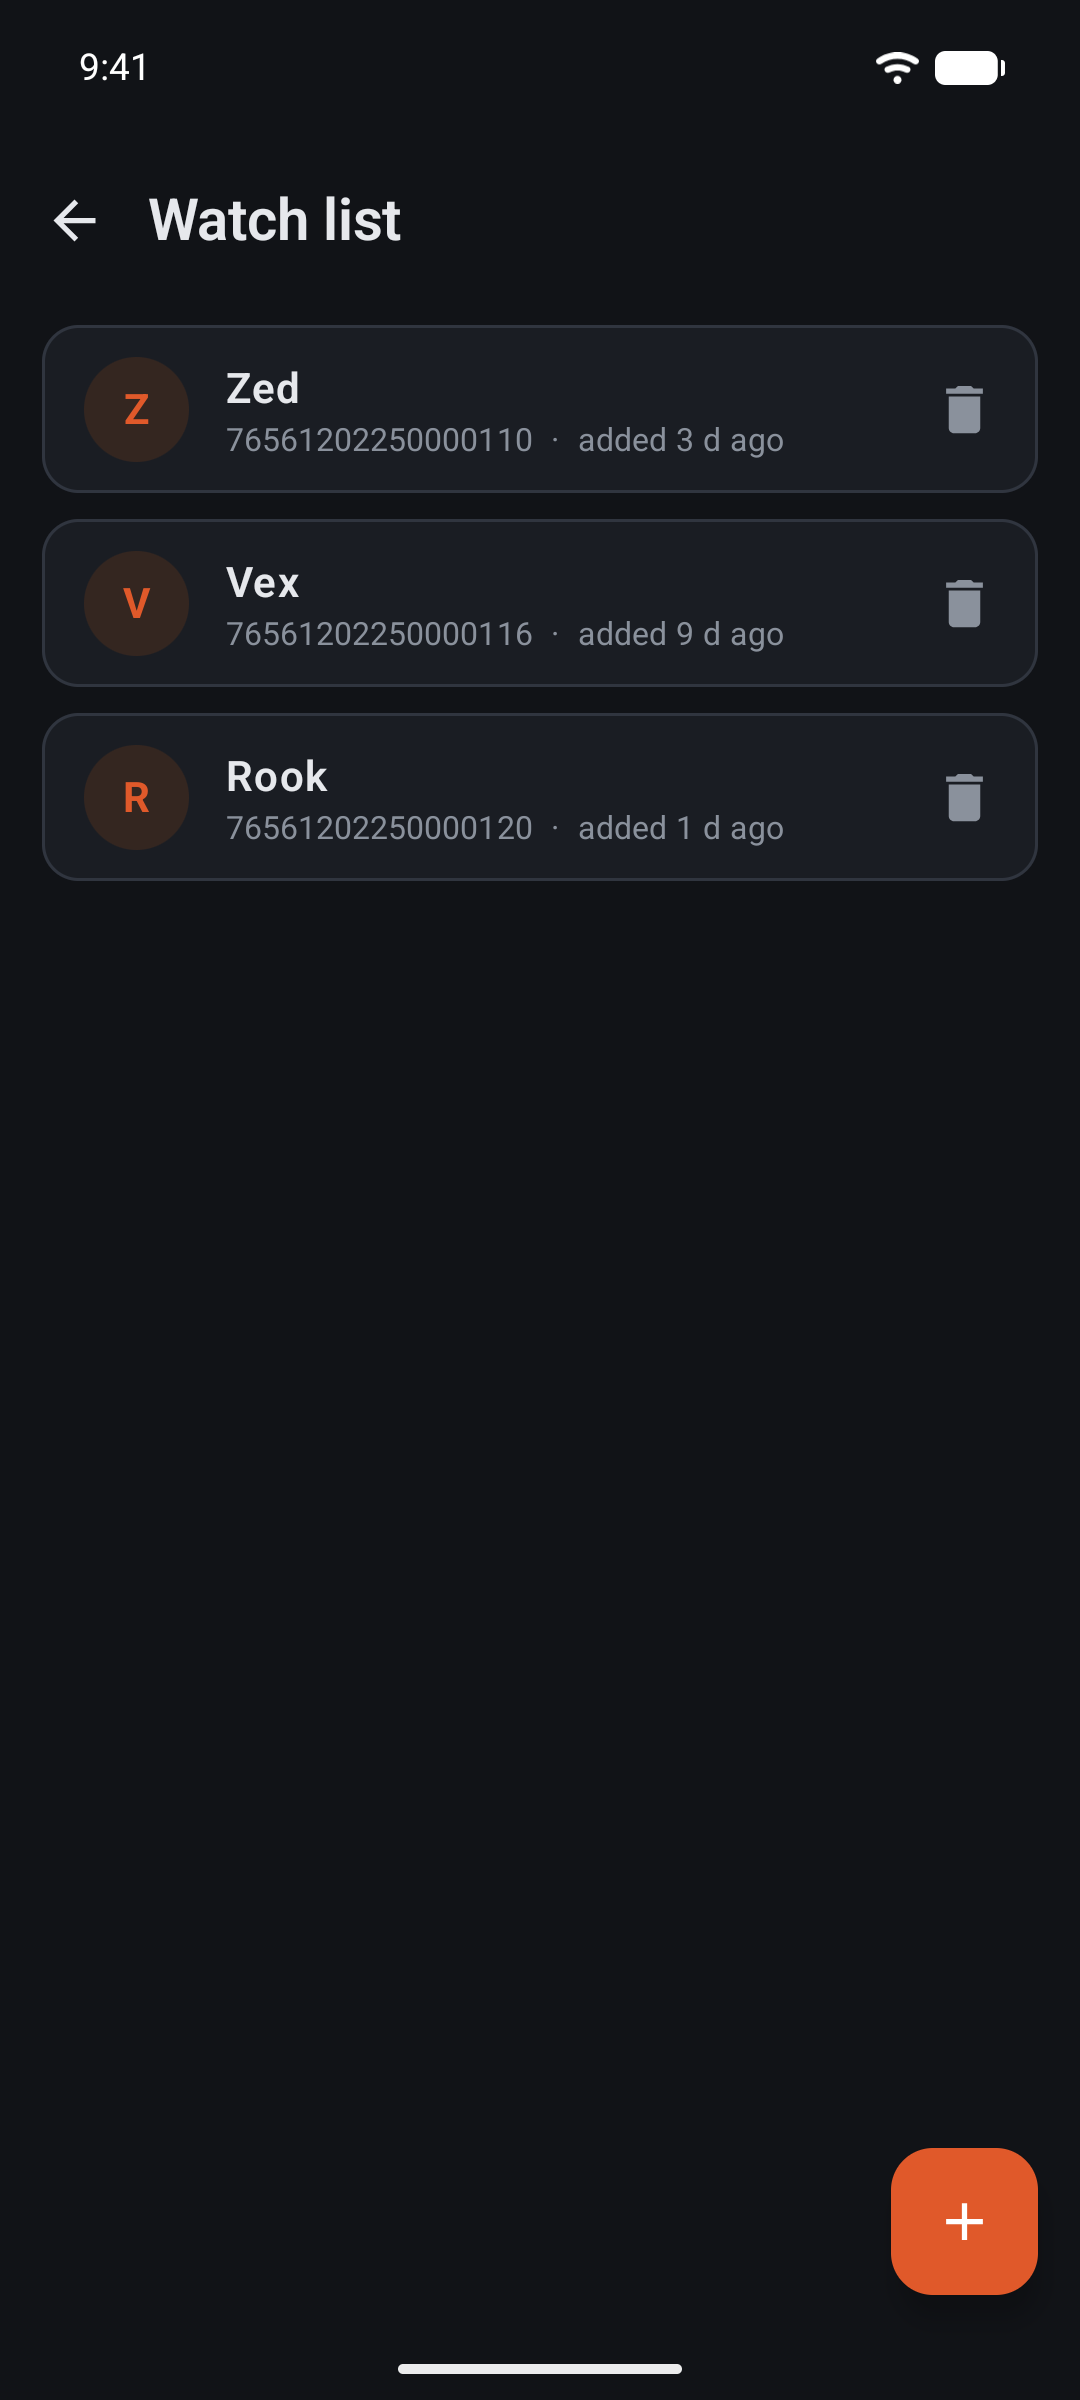 9:41
Watch list
Z
Zed
76561202250000110 · added 3 d ago
V
Vex
76561202250000116 · added 9 d ago
R
Rook
76561202250000120 · added 1 d ago